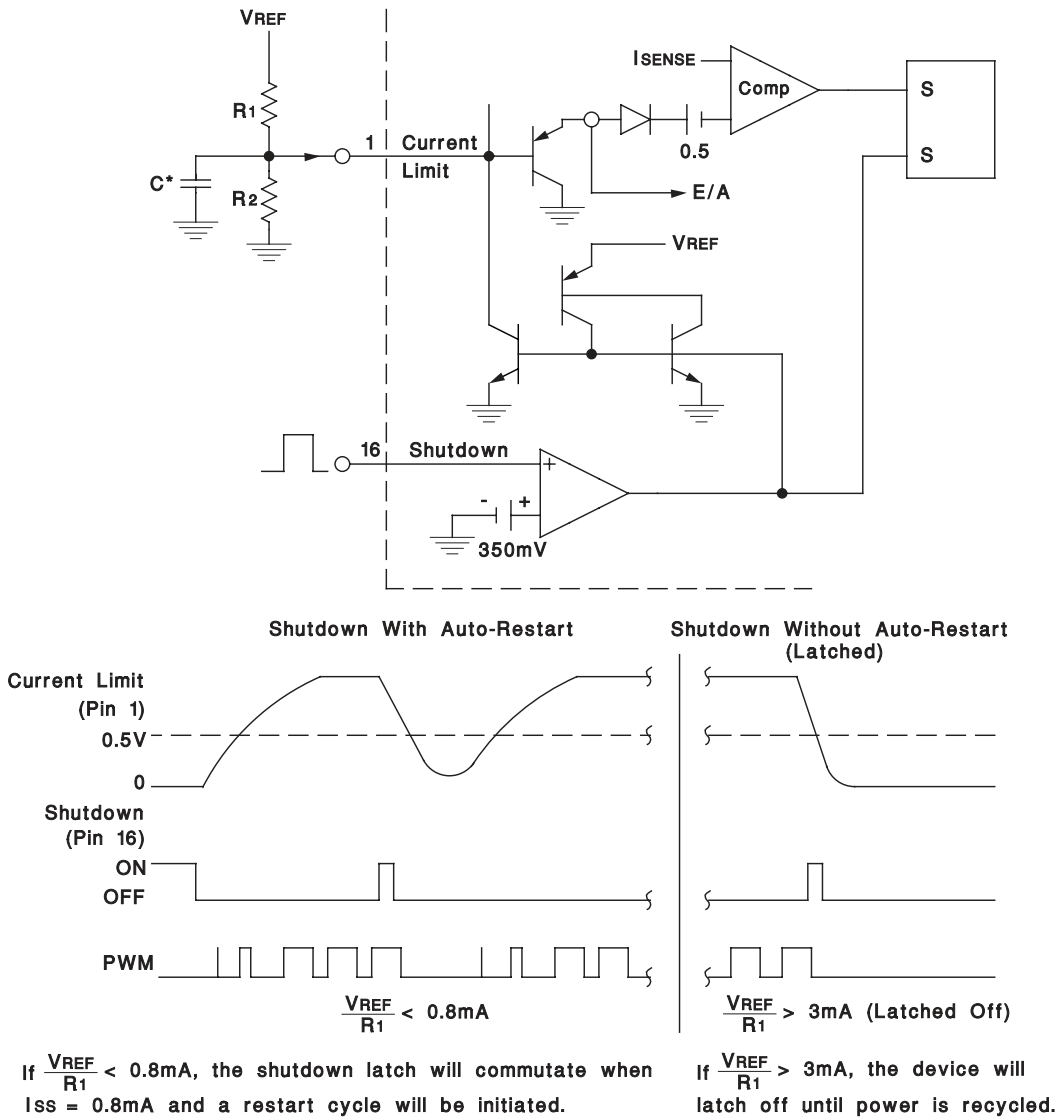 VREF
R1
1 Current
Limit
C*
R2
ISENSE
Comp
0.5
E/A
S
S
VREF
16 Shutdown
+
- +
350mV
Shutdown With Auto-Restart
Shutdown Without Auto-Restart
(Latched)
Current Limit
(Pin 1)
0.5V
0
Shutdown
(Pin 16)
ON
OFF
PWM
VREF
R1
< 0.8mA
VREF
R1
> 3mA (Latched Off)
If VREF/R1 < 0.8mA, the shutdown latch will commutate when
ISS = 0.8mA and a restart cycle will be initiated.
If VREF/R1 > 3mA, the device will
latch off until power is recycled.